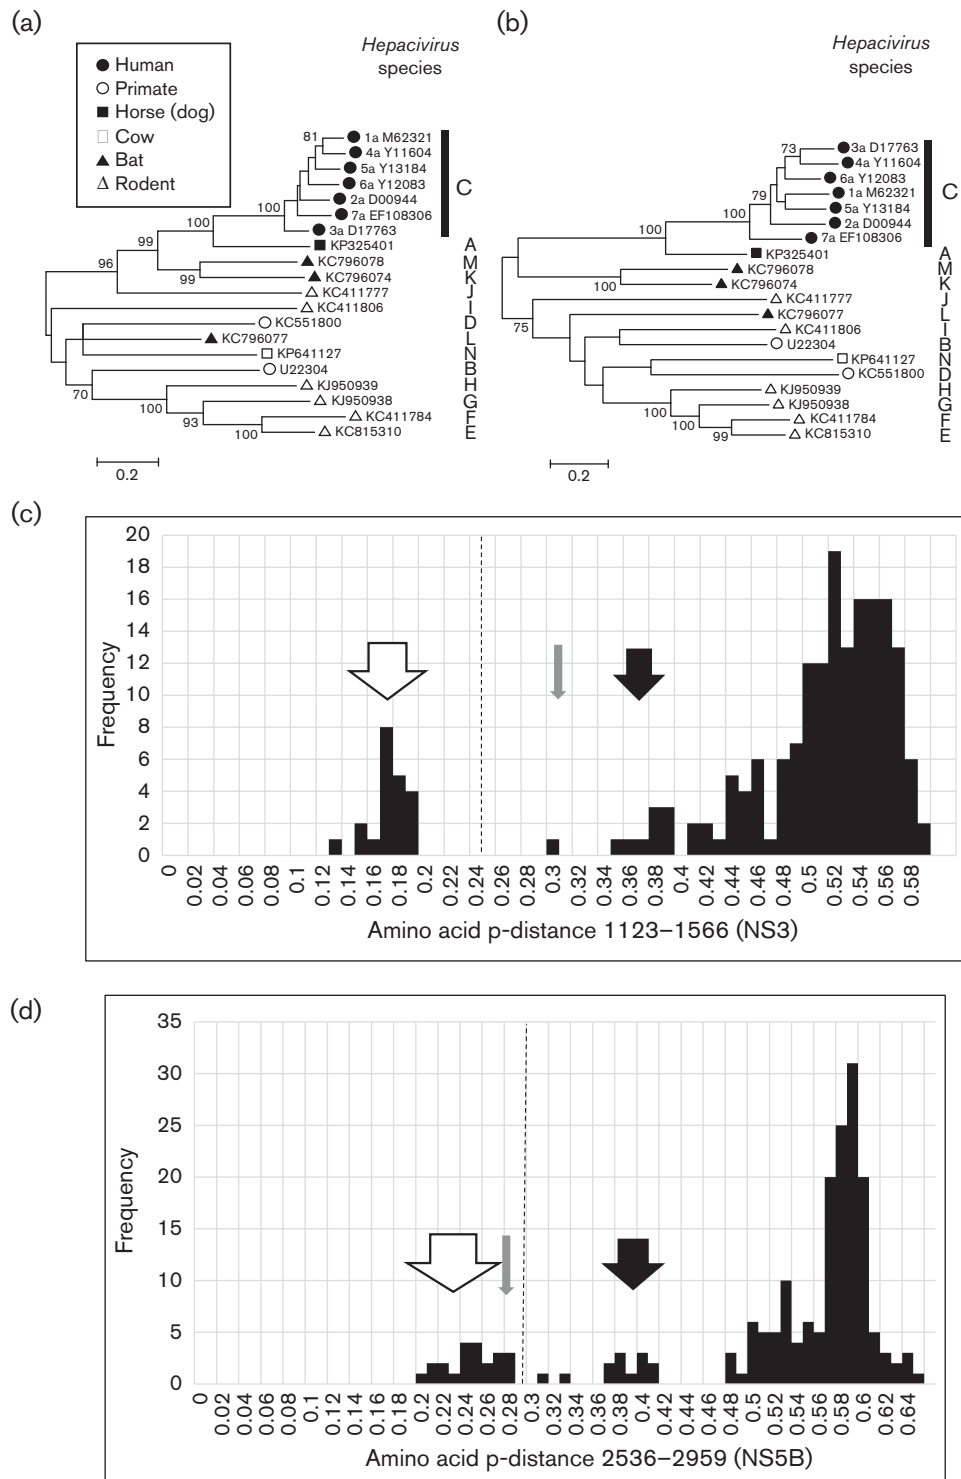 (a)
Hepacivirus
species
Human
Primate
Horse (dog)
Cow
Bat
Rodent
81
1a M62321
4a Y11604
5a Y13184
6a Y12083
2a D00944
100
7a EF108306
3a D17763
C
100
KP325401
A
99
KC796078
M
96
99
KC796074
K
KC411777
J
KC411806
I
KC551800
D
KC796077
L
KP641127
N
U22304
B
70
KJ950939
H
100
KJ950938
G
93
KC411784
F
100
KC815310
E
0.2
(b)
Hepacivirus
species
73
3a D17763
4a Y11604
6a Y12083
79
1a M62321
5a Y13184
100
2a D00944
100
7a EF108306
C
KP325401
A
KC796078
M
100
KC796074
K
KC411777
J
75
KC796077
L
KC411806
I
U22304
B
KP641127
N
KC551800
D
KJ950939
H
100
KJ950938
G
100
KC411784
F
99
KC815310
E
0.2
(c)
Frequency
20
18
16
14
12
10
8
6
4
2
0
0 0.02 0.04 0.06 0.08 0.1 0.12 0.14 0.16 0.18 0.2 0.22 0.24 0.26 0.28 0.3 0.32 0.34 0.36 0.38 0.4 0.42 0.44 0.46 0.48 0.5 0.52 0.54 0.56 0.58
Amino acid p-distance 1123–1566 (NS3)
(d)
Frequency
35
30
25
20
15
10
5
0
0 0.02 0.04 0.06 0.08 0.1 0.12 0.14 0.16 0.18 0.2 0.22 0.24 0.26 0.28 0.3 0.32 0.34 0.36 0.38 0.4 0.42 0.44 0.46 0.48 0.5 0.52 0.54 0.56 0.58 0.6 0.62 0.64
Amino acid p-distance 2536–2959 (NS5B)